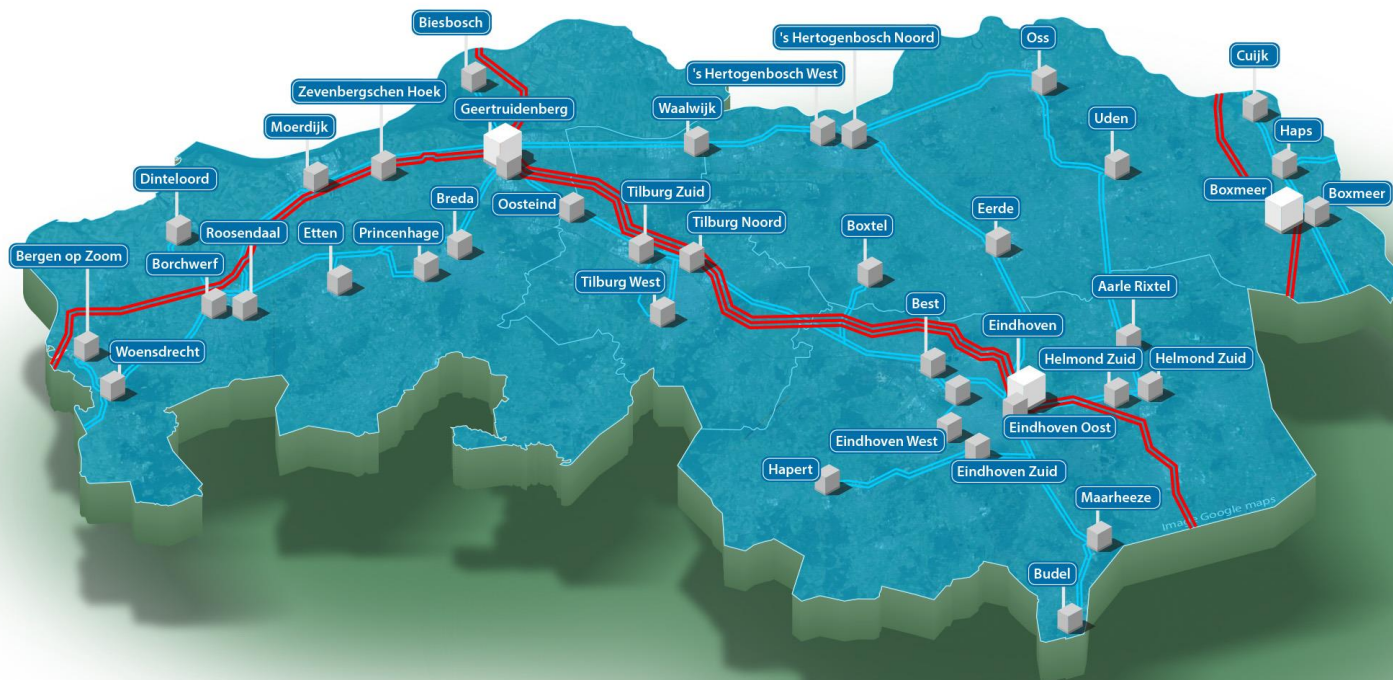 Biesbosch
's Hertogenbosch Noord
Oss
Cuijk
's Hertogenbosch West
Zevenbergschen Hoek
Geertruidenberg
Waalwijk
Moerdijk
Uden
Haps
Dinteloord
Breda
Oosteind
Tilburg Zuid
Boxmeer
Boxmeer
Roosendaal
Etten
Princenhage
Tilburg Noord
Boxtel
Eerde
Bergen op Zoom
Borchwerf
Tilburg West
Aarle Rixtel
Best
Eindhoven
Woensdrecht
Helmond Zuid
Helmond Zuid
Eindhoven West
Eindhoven Oost
Hapert
Eindhoven Zuid
Maarheeze
Image Google maps
Budel